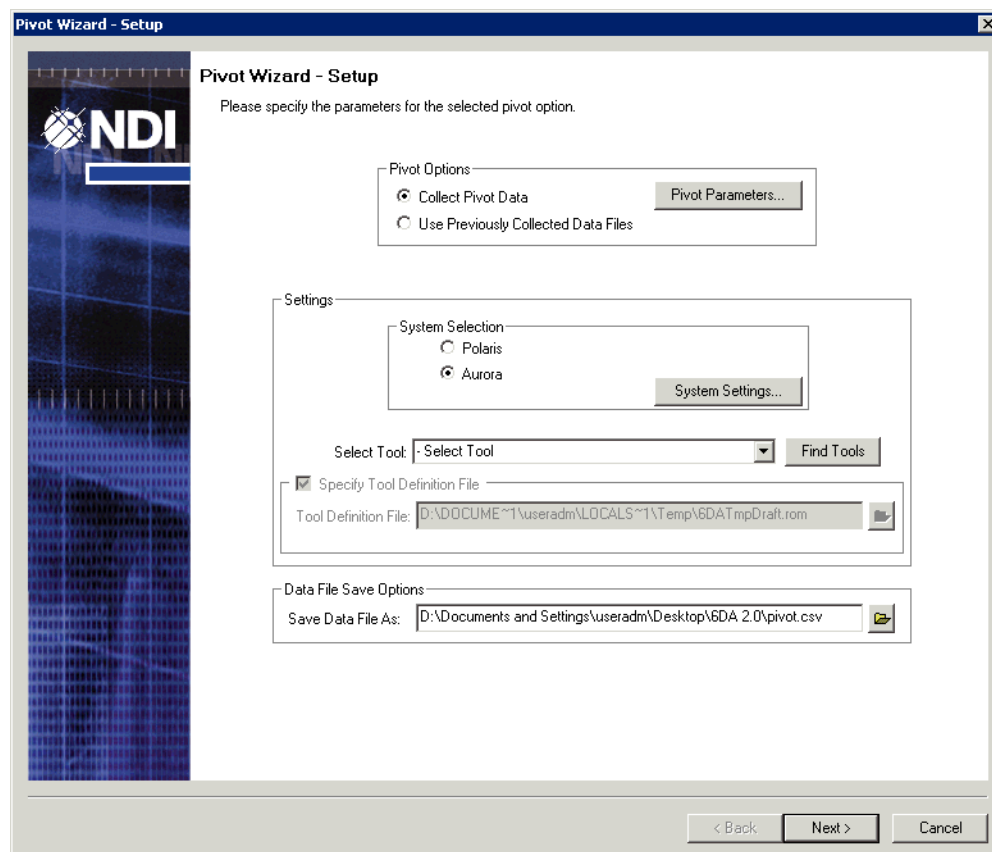 Pivot Wizard - Setup
NDI
Pivot Wizard - Setup
Please specify the parameters for the selected pivot option.
Pivot Options
Collect Pivot Data
Pivot Parameters...
Use Previously Collected Data Files
Settings
System Selection
Polaris
Aurora
System Settings...
Select Tool: - Select Tool
Find Tools
Specify Tool Definition File
Tool Definition File: D:\DOCUME~1\useradm\LOCALS~1\Temp\6DATmpDraft.rom
Data File Save Options
Save Data File As: D:\Documents and Settings\useradm\Desktop\6DA 2.0\pivot.csv
< Back
Next >
Cancel